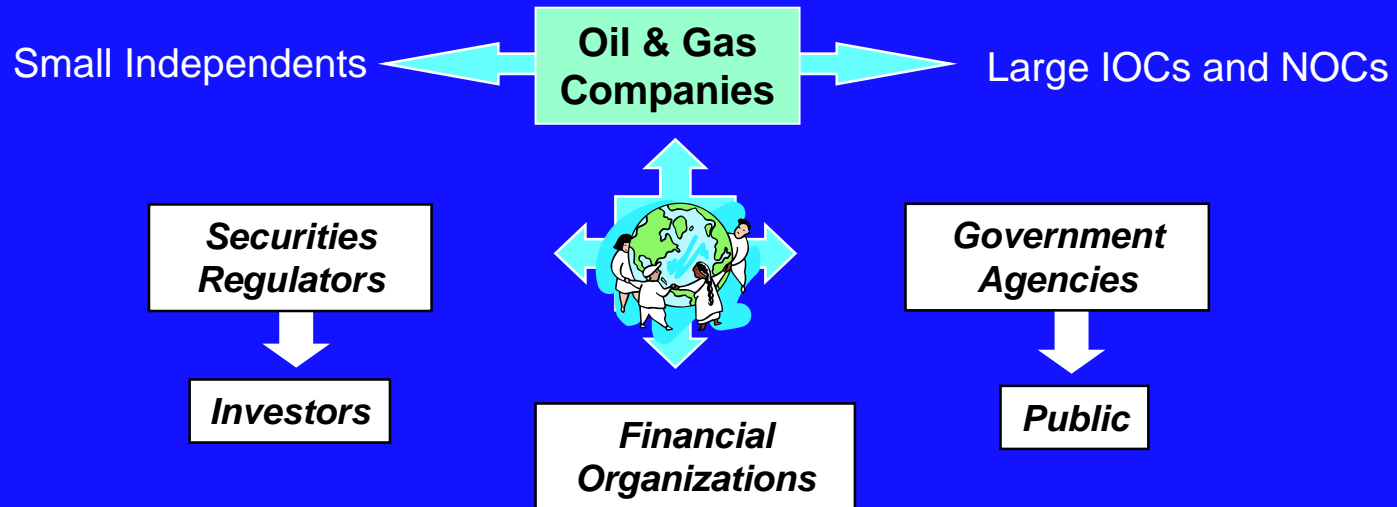 Small Independents
Oil & Gas
Companies
Large IOCs and NOCs
Securities
Regulators
Government
Agencies
Investors
Public
Financial
Organizations